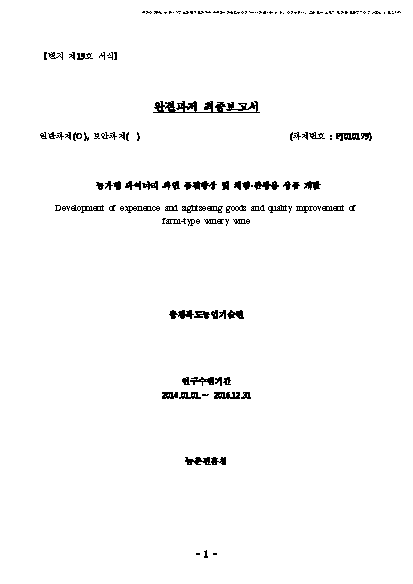 [별지 제19호 서식]
완결과제 최종보고서
일반과제(O), 보안과제( )
(과제번호 : PJ010179)
농가형 와이너리 와인 품질향상 및 체험·관광용 상품 개발
Development of experience and sightseeing goods and quality improvement of
farm-type winery wine
충청북도농업기술원
연구수행기간
2014.01.01. ~ 2016.12.31
농촌진흥청
- 1 -